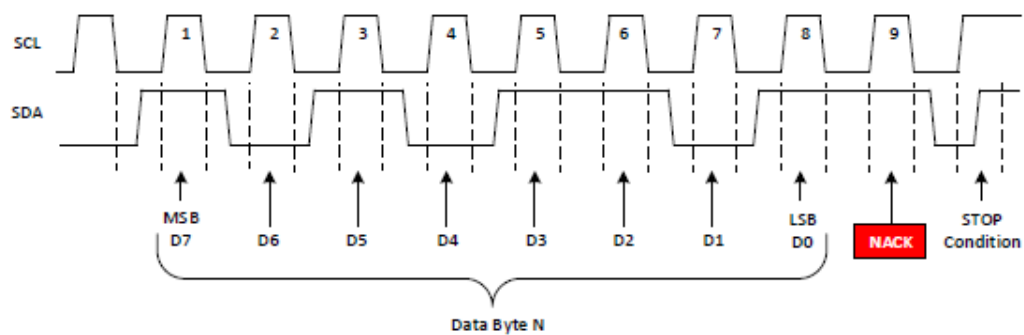 SCL
1 2 3 4 5 6 7 8 9
SDA
MSB
D7 D6 D5 D4 D3 D2 D1
LSB
D0
NACK
STOP
Condition
Data Byte N